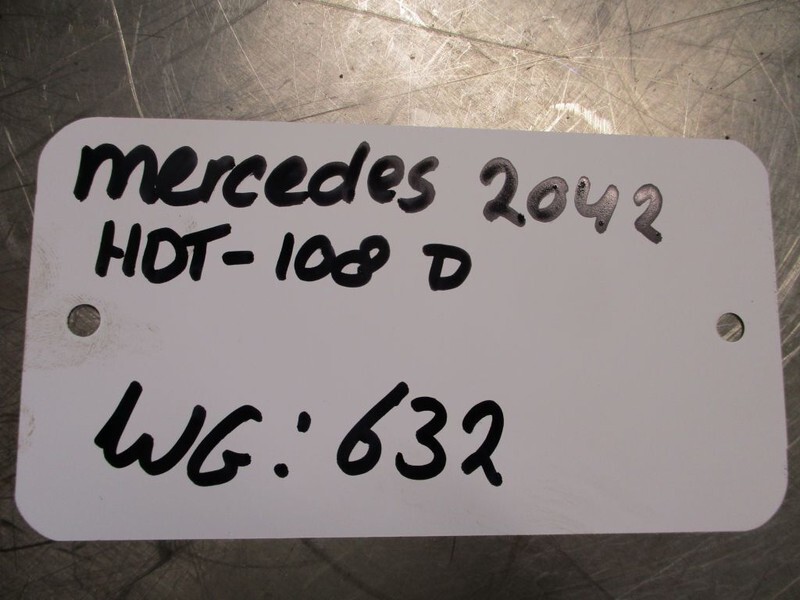 mercedes 2042
HDT-108 D
WG: 632